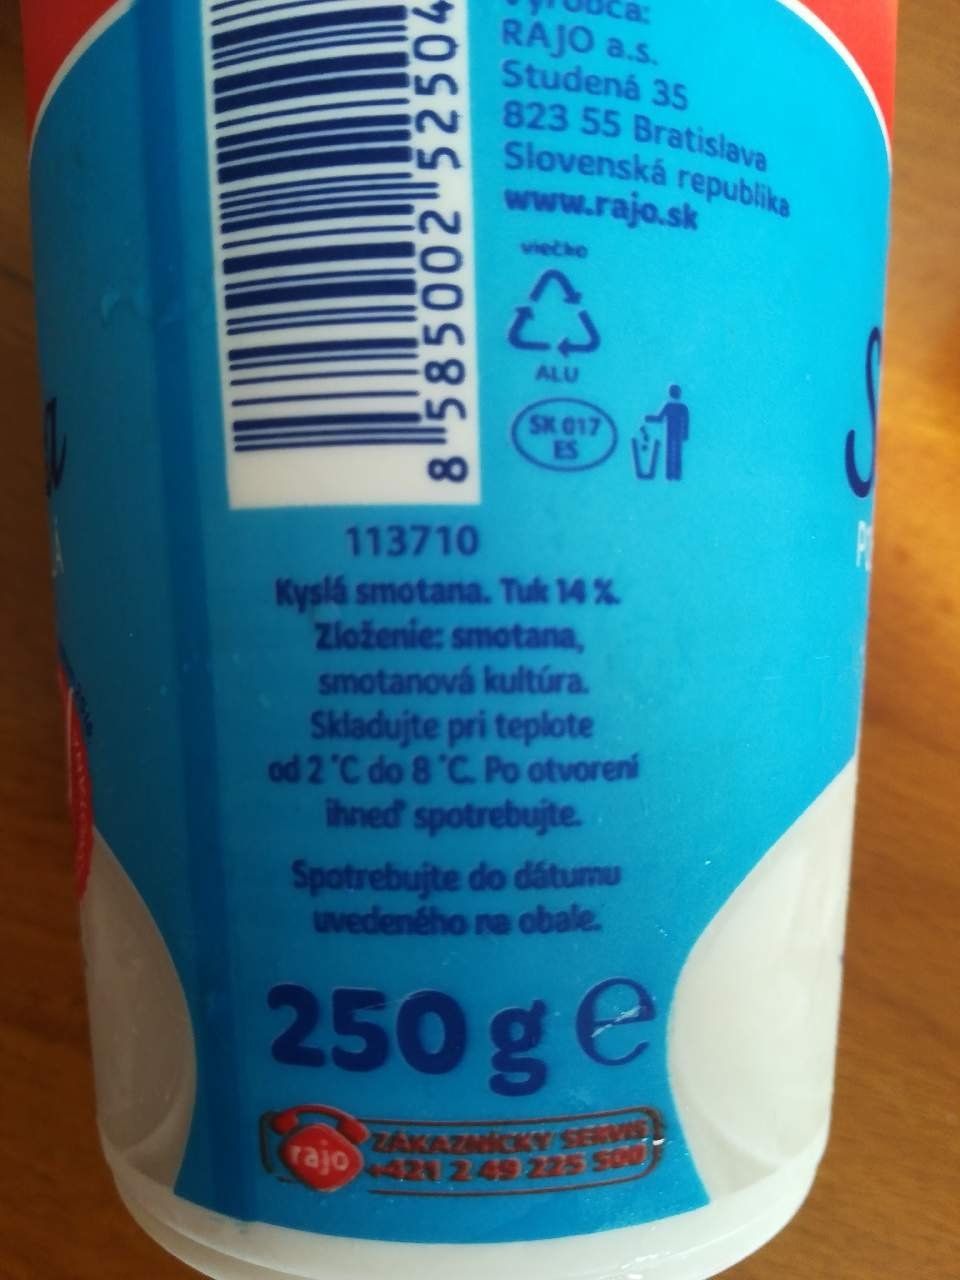 Výrobca:
RAJO a.s.
Studená 35
823 55 Bratislava
Slovenská republika
www.rajo.sk
viečko
ALU
SK 017
ES
8 585002 52504
113710
Kyslá smotana. Tuk 14 %.
Zloženie: smotana,
smotanová kultúra.
Skladujte pri teplote
od 2 °C do 8 °C. Po otvorení
ihneď spotrebujte.
Spotrebujte do dátumu
uvedeného na obale.
250 g e
rajo
ZÁKAZNÍCKY SERVIS
+421 2 49 225 500